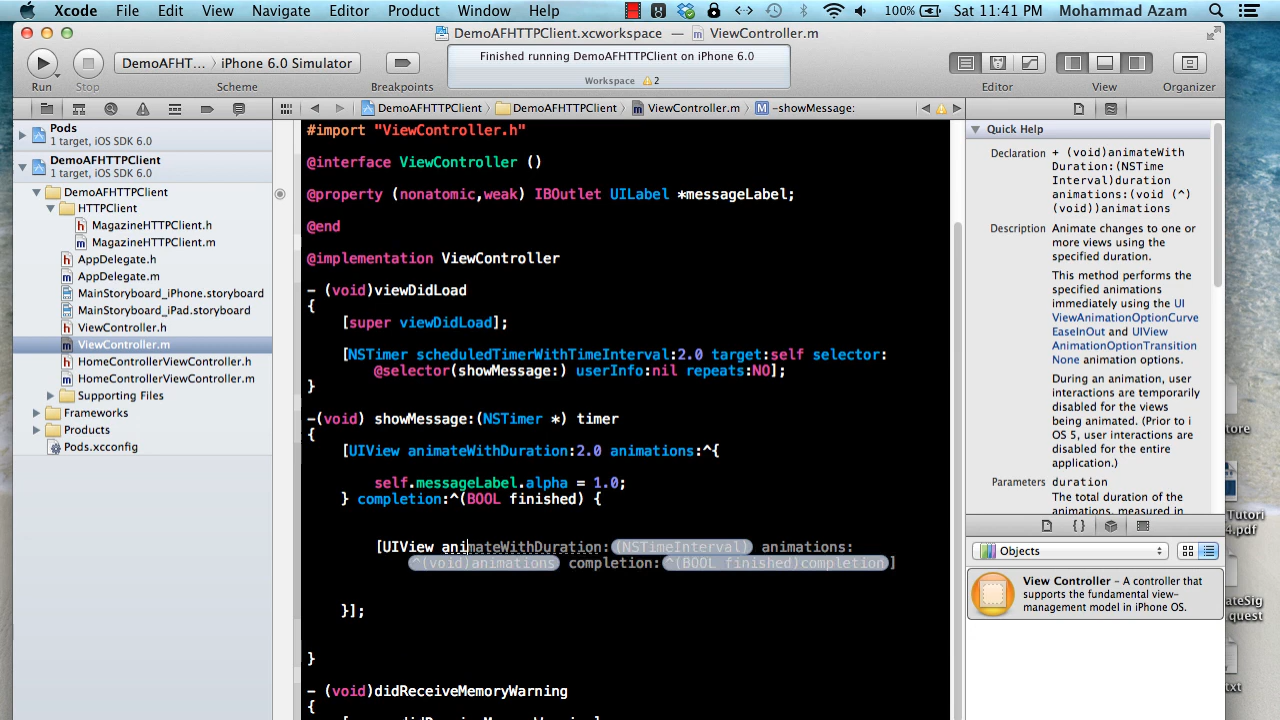 Xcode File Edit View Navigate Editor Product Window Help 100% Sat 11:41 PM Mohammad Azam
DemoAFHTTPClient.xcworkspace — ViewController.m
DemoAFHT... iPhone 6.0 Simulator
Finished running DemoAFHTTPClient on iPhone 6.0
Workspace 2
Run Stop Scheme Breakpoints Editor View Organizer
DemoAFHTTPClient DemoAFHTTPClient ViewController.m -showMessage:
Pods
1 target, iOS SDK 6.0
DemoAFHTTPClient
1 target, iOS SDK 6.0
DemoAFHTTPClient
HTTPClient
MagazineHTTPClient.h
MagazineHTTPClient.m
AppDelegate.h
AppDelegate.m
MainStoryboard_iPhone.storyboard
MainStoryboard_iPad.storyboard
ViewController.h
ViewController.m
HomeControllerViewController.h
HomeControllerViewController.m
Supporting Files
Frameworks
Products
Pods.xcconfig
#import "ViewController.h"
@interface ViewController ()
@property (nonatomic,weak) IBOutlet UILabel *messageLabel;
@end
@implementation ViewController
- (void)viewDidLoad
{
[super viewDidLoad];
[NSTimer scheduledTimerWithTimeInterval:2.0 target:self selector:
@selector(showMessage:) userInfo:nil repeats:NO];
}
-(void) showMessage:(NSTimer *) timer
{
[UIView animateWithDuration:2.0 animations:^{
self.messageLabel.alpha = 1.0;
} completion:^(BOOL finished) {
[UIView animateWithDuration:(NSTimeInterval) animations:
^(void)animations completion:^(BOOL finished)completion]
}];
}
- (void)didReceiveMemoryWarning
{
Quick Help
Declaration + (void)animateWith
Duration:(NSTime
Interval)duration
animations:(void (^)
(void))animations
Description Animate changes to one or
more views using the
specified duration.
This method performs the
specified animations
immediately using the UI
ViewAnimationOptionCurve
EaseInOut and UIView
AnimationOptionTransition
None animation options.
During an animation, user
interactions are temporarily
disabled for the views
being animated. (Prior to i
OS 5, user interactions are
disabled for the entire
application.)
Parameters duration
The total duration of the
animations, measured in
Objects
View Controller - A controller that
supports the fundamental view-
management model in iPhone OS.
tore
_Tutori
4.pdf
ateSig
quest
txt